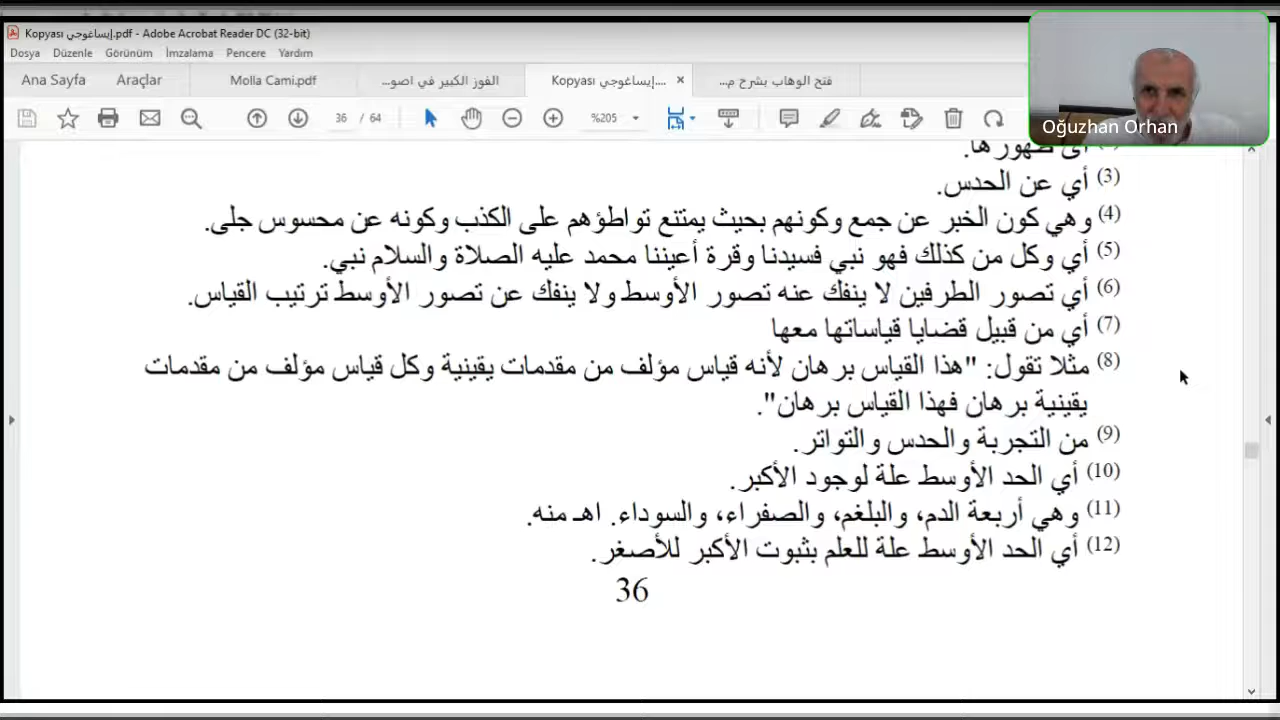 Kopyası إيساغوجي.pdf - Adobe Acrobat Reader DC (32-bit)
Dosya Düzenle Görünüm İmzalama Pencere Yardım
Ana Sayfa Araçlar Molla Cami.pdf الفوز الكبير في اصو... Kopyası إيساغوجي.... × فتح الوهاب بشرح م...
36 / 64 %205
Oğuzhan Orhan
أى ظهورها.
(3) أي عن الحدس.
(4) وهي كون الخبر عن جمع وكونهم بحيث يمتنع تواطؤهم على الكذب وكونه عن محسوس جلى.
(5) أي وكل من كذلك فهو نبي فسيدنا وقرة أعيننا محمد عليه الصلاة والسلام نبي.
(6) أي تصور الطرفين لا ينفك عنه تصور الأوسط ولا ينفك عن تصور الأوسط ترتيب القياس.
(7) أي من قبيل قضايا قياساتها معها
(8) مثلا تقول: "هذا القياس برهان لأنه قياس مؤلف من مقدمات يقينية وكل قياس مؤلف من مقدمات
يقينية برهان فهذا القياس برهان".
(9) من التجربة والحدس والتواتر.
(10) أي الحد الأوسط علة لوجود الأكبر.
(11) وهي أربعة الدم، والبلغم، والصفراء، والسوداء. اهـ منه.
(12) أي الحد الأوسط علة للعلم بثبوت الأكبر للأصغر.
36